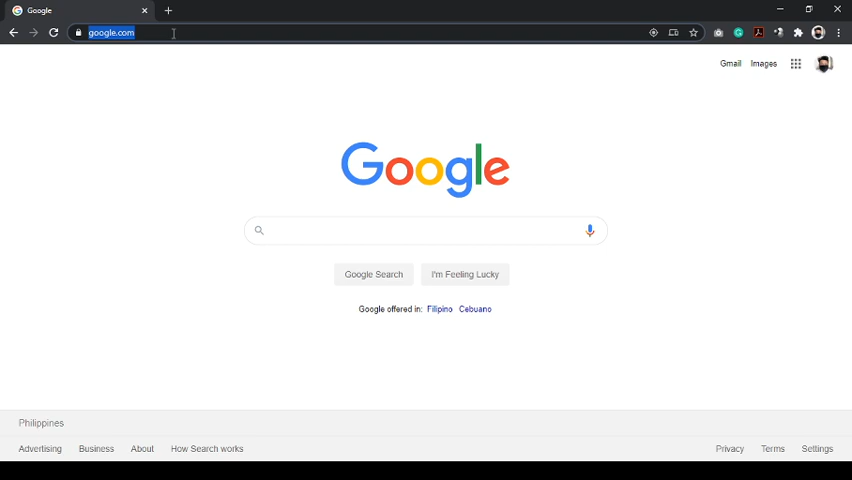 Google
google.com
Gmail Images
Google
Google Search I'm Feeling Lucky
Google offered in: Filipino Cebuano
Philippines
Advertising Business About How Search works Privacy Terms Settings